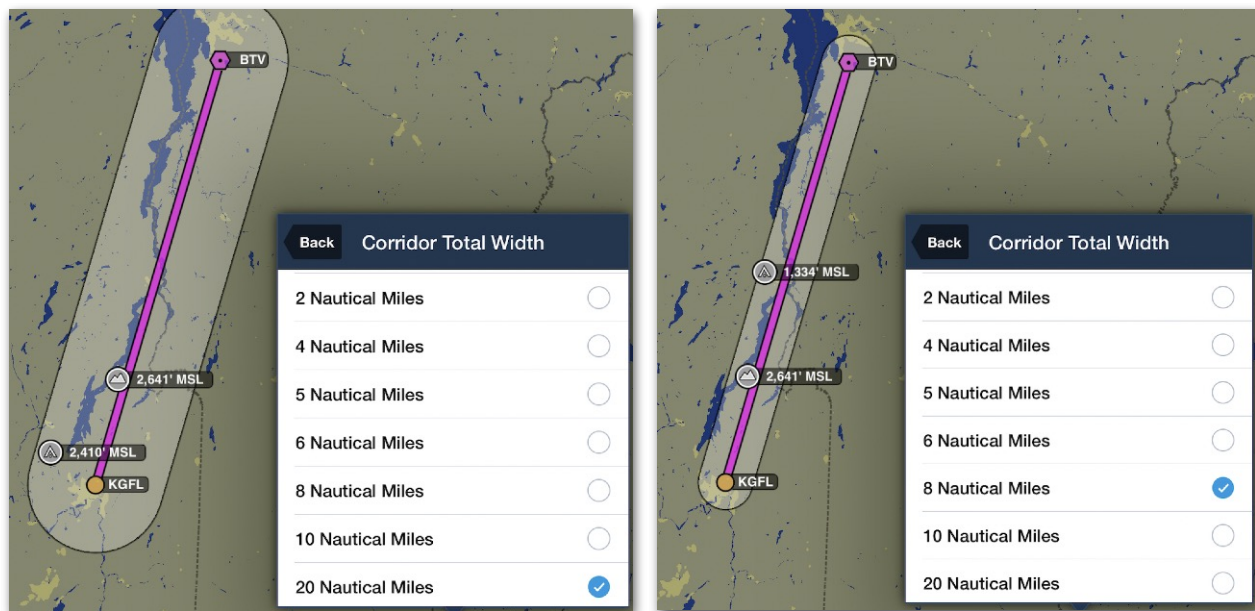 BTV
2,641' MSL
2,410' MSL
KGFL
Back Corridor Total Width
2 Nautical Miles
4 Nautical Miles
5 Nautical Miles
6 Nautical Miles
8 Nautical Miles
10 Nautical Miles
20 Nautical Miles
BTV
1,334' MSL
2,641' MSL
KGFL
Back Corridor Total Width
2 Nautical Miles
4 Nautical Miles
5 Nautical Miles
6 Nautical Miles
8 Nautical Miles
10 Nautical Miles
20 Nautical Miles